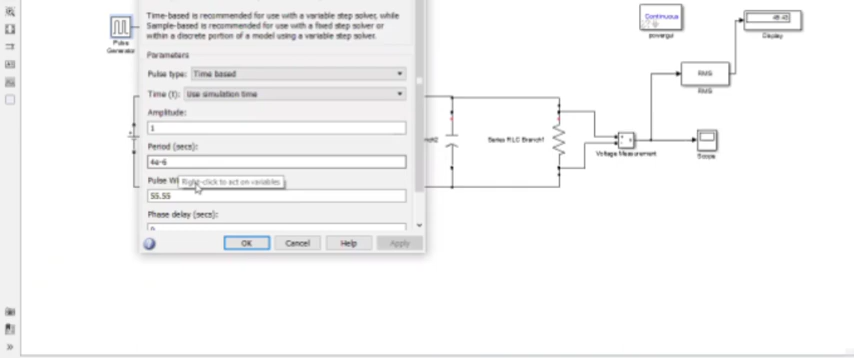 Time-based is recommended for use with a variable step solver, while
Sample-based is recommended for use with a fixed step solver or
within a discrete portion of a model using a variable step solver.
Pulse
Generator
Parameters
Pulse type: Time based
Time (t): Use simulation time
Amplitude:
1
Period (secs):
4e-6
Pulse Wi
Right-click to act on variables
55.55
Phase delay (secs):
OK Cancel Help Apply
Continuous
powergui
Display
RMS
RMS
Series RLC Branch1
Voltage Measurement
Scope